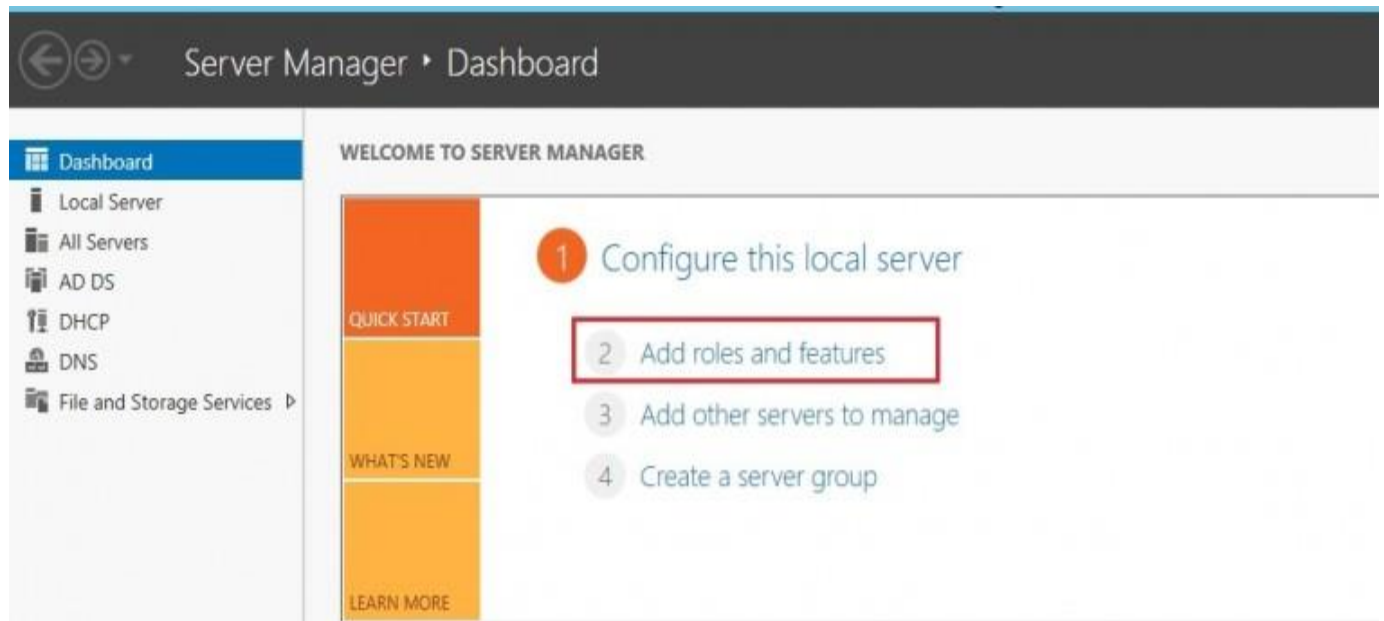 Server Manager ‣ Dashboard
Dashboard
Local Server
All Servers
AD DS
DHCP
DNS
File and Storage Services
WELCOME TO SERVER MANAGER
QUICK START
WHAT'S NEW
LEARN MORE
1 Configure this local server
2 Add roles and features
3 Add other servers to manage
4 Create a server group